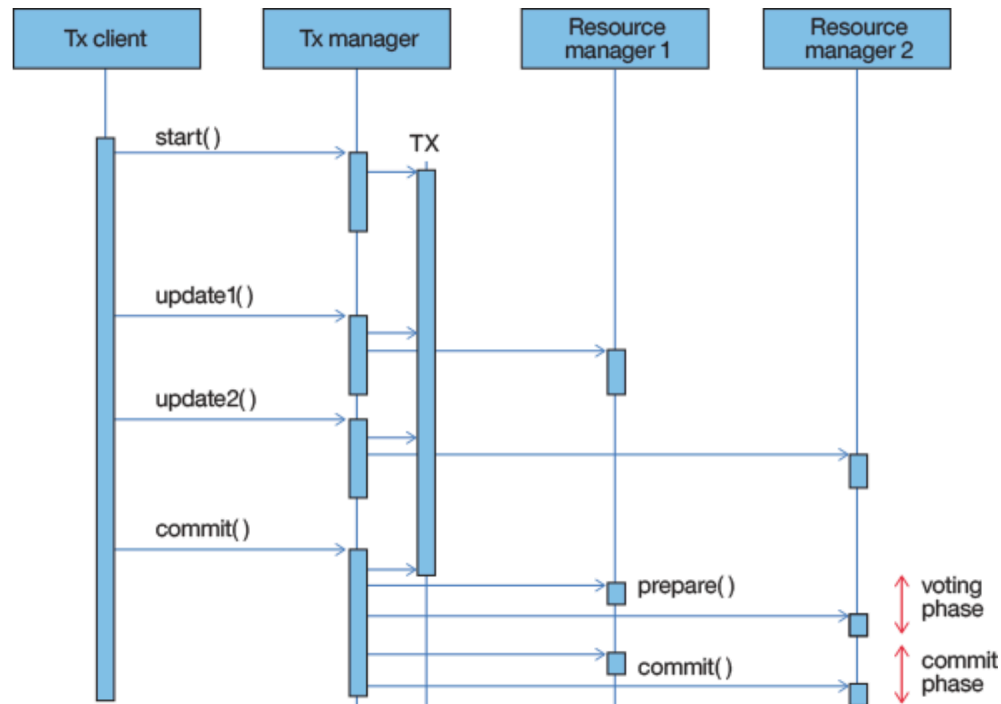 Tx client
Tx manager
Resource
manager 1
Resource
manager 2
start( )
TX
update1( )
update2( )
commit( )
prepare( )
voting
phase
commit( )
commit
phase